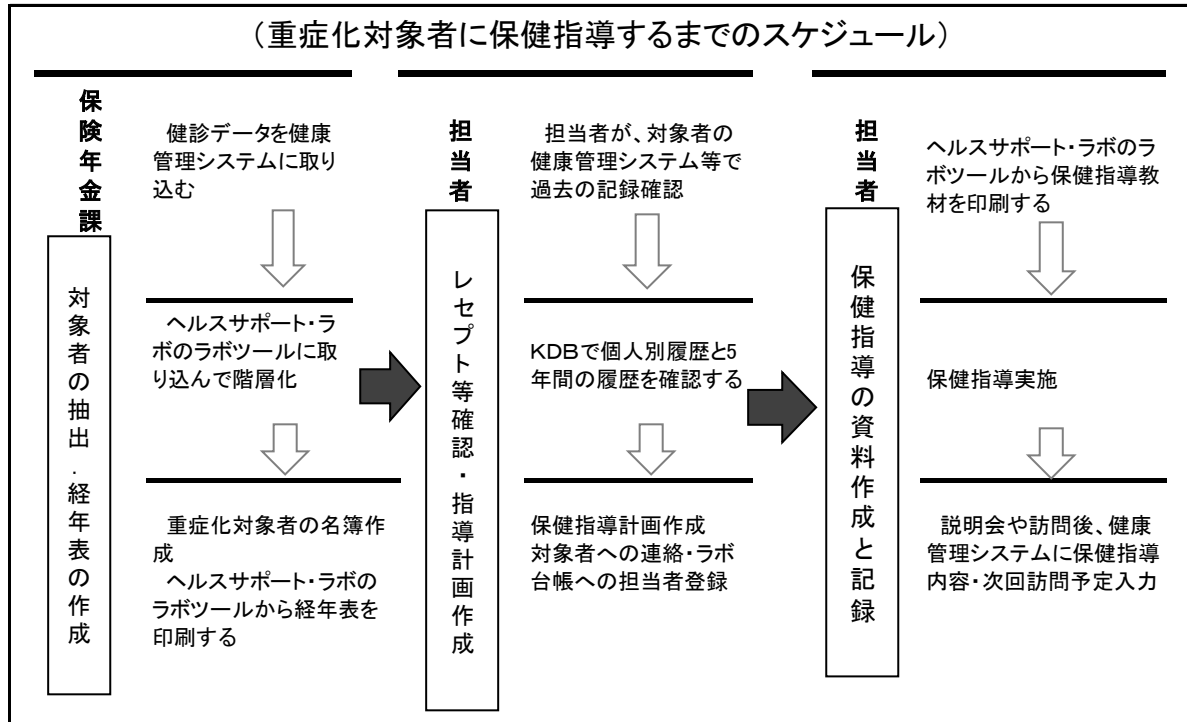 （重症化対象者に保健指導するまでのスケジュール）
保険年金課
対象者の抽出．経年表の作成
健診データを健康
管理システムに取り
込む
ヘルスサポート・ラ
ボのラボツールに取
り込んで階層化
重症化対象者の名簿作
成
ヘルスサポート・ラボの
ラボツールから経年表を
印刷する
担当者
レセプト等確認・指導計画作成
担当者が、対象者の
健康管理システム等で
過去の記録確認
ＫＤＢで個人別履歴と5
年間の履歴を確認する
保健指導計画作成
対象者への連絡・ラボ
台帳への担当者登録
担当者
保健指導の資料作成と記録
ヘルスサポート・ラボのラ
ボツールから保健指導教
材を印刷する
保健指導実施
説明会や訪問後、健康
管理システムに保健指導
内容・次回訪問予定入力